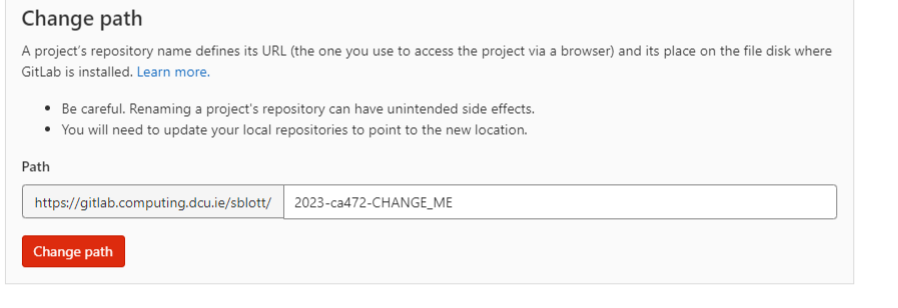 Change path
A project's repository name defines its URL (the one you use to access the project via a browser) and its place on the file disk where
GitLab is installed. Learn more.
• Be careful. Renaming a project's repository can have unintended side effects.
• You will need to update your local repositories to point to the new location.
Path
https://gitlab.computing.dcu.ie/sblott/ 2023-ca472-CHANGE_ME
Change path